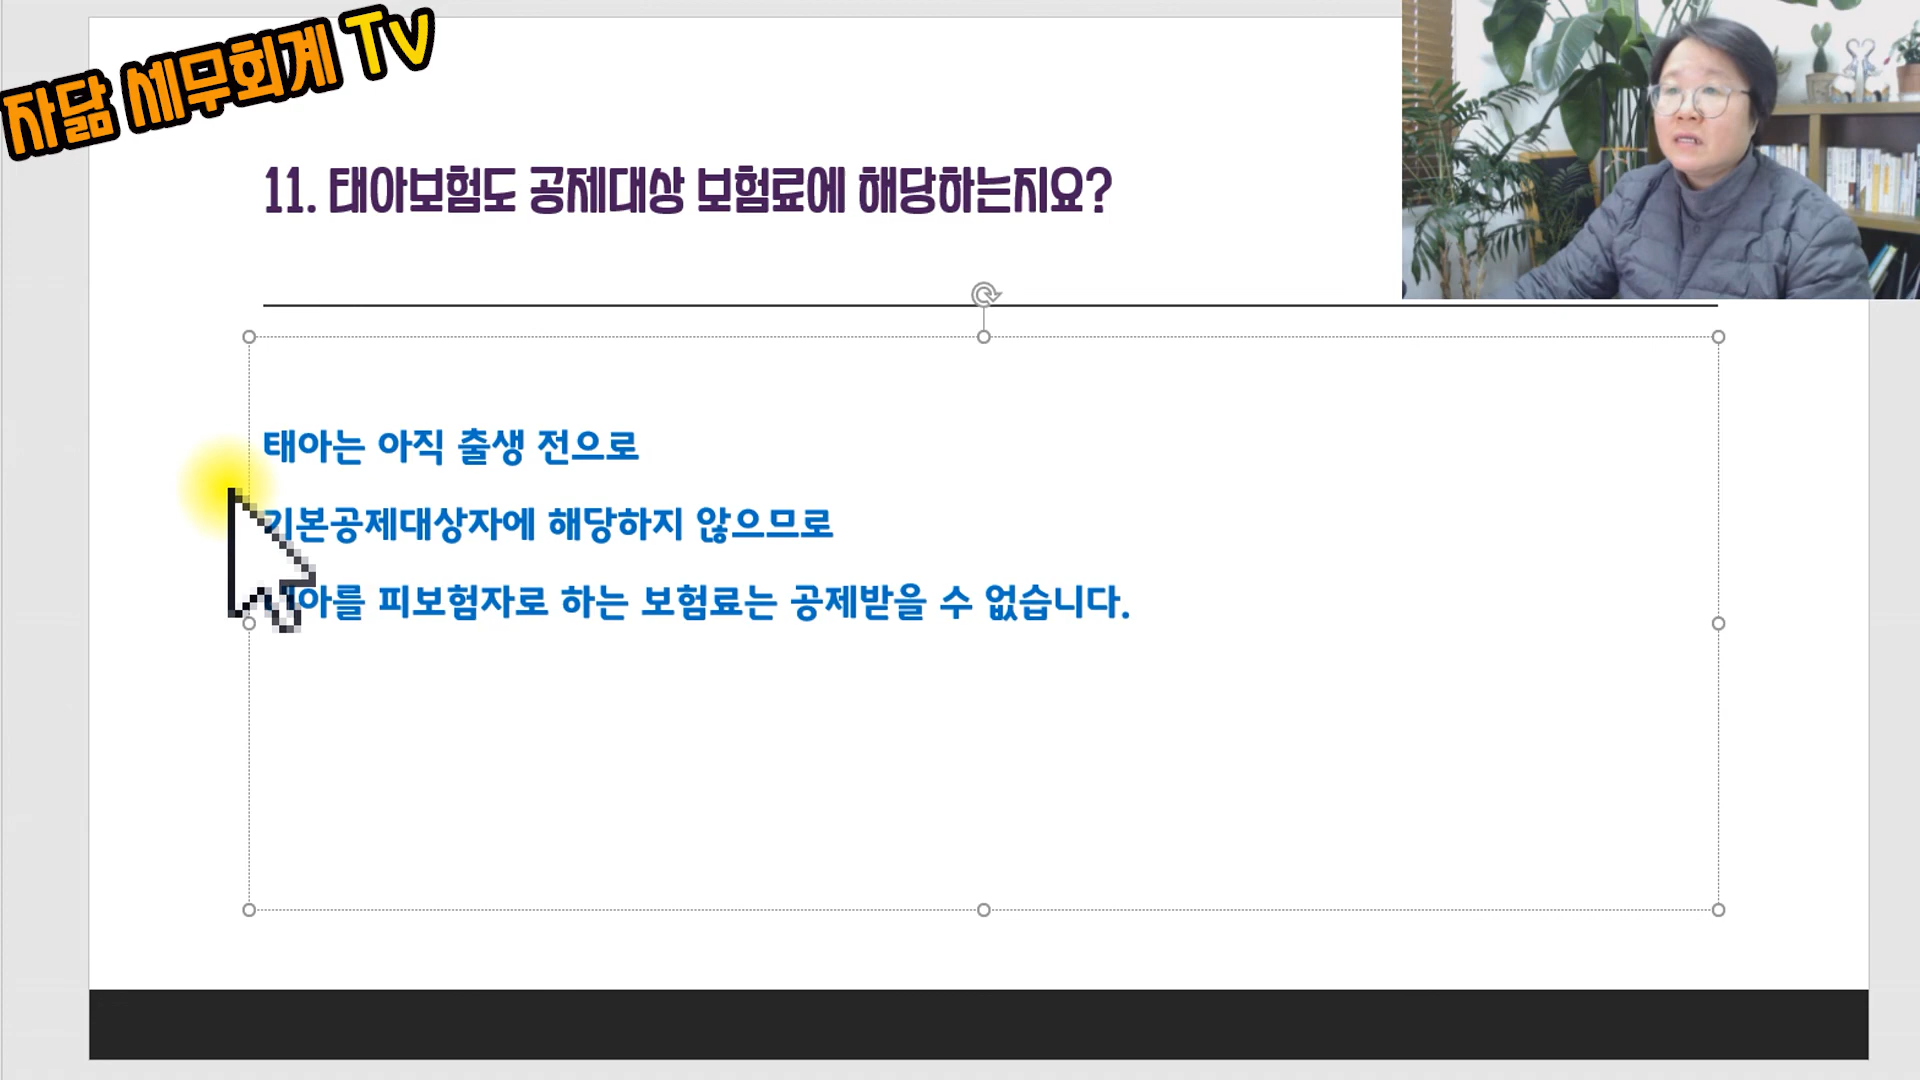 자닮 세무회계 TV
11. 태아보험도 공제대상 보험료에 해당하는지요?
태아는 아직 출생 전으로
기본공제대상자에 해당하지 않으므로
태아를 피보험자로 하는 보험료는 공제받을 수 없습니다.